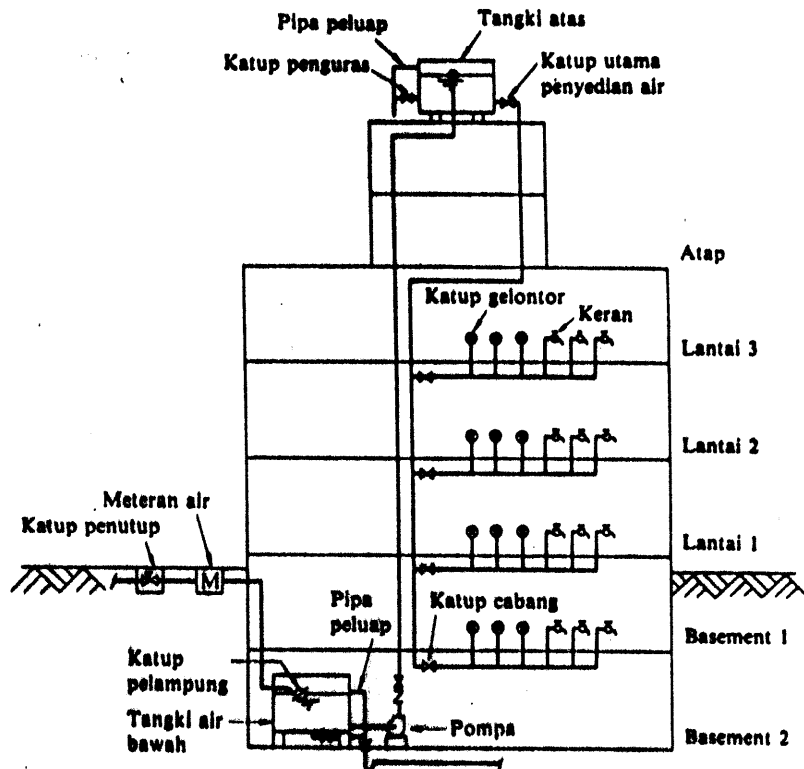 Pipa peluap
Tangki atas
Katup penguras
Katup utama
penyedian air
Atap
Katup gelontor
Keran
Lantai 3
Lantai 2
Meteran air
Katup penutup
Lantai 1
M
Pipa
peluap
Katup cabang
Basement 1
Katup
pelampung
Tangki air
bawah
Pompa
Basement 2